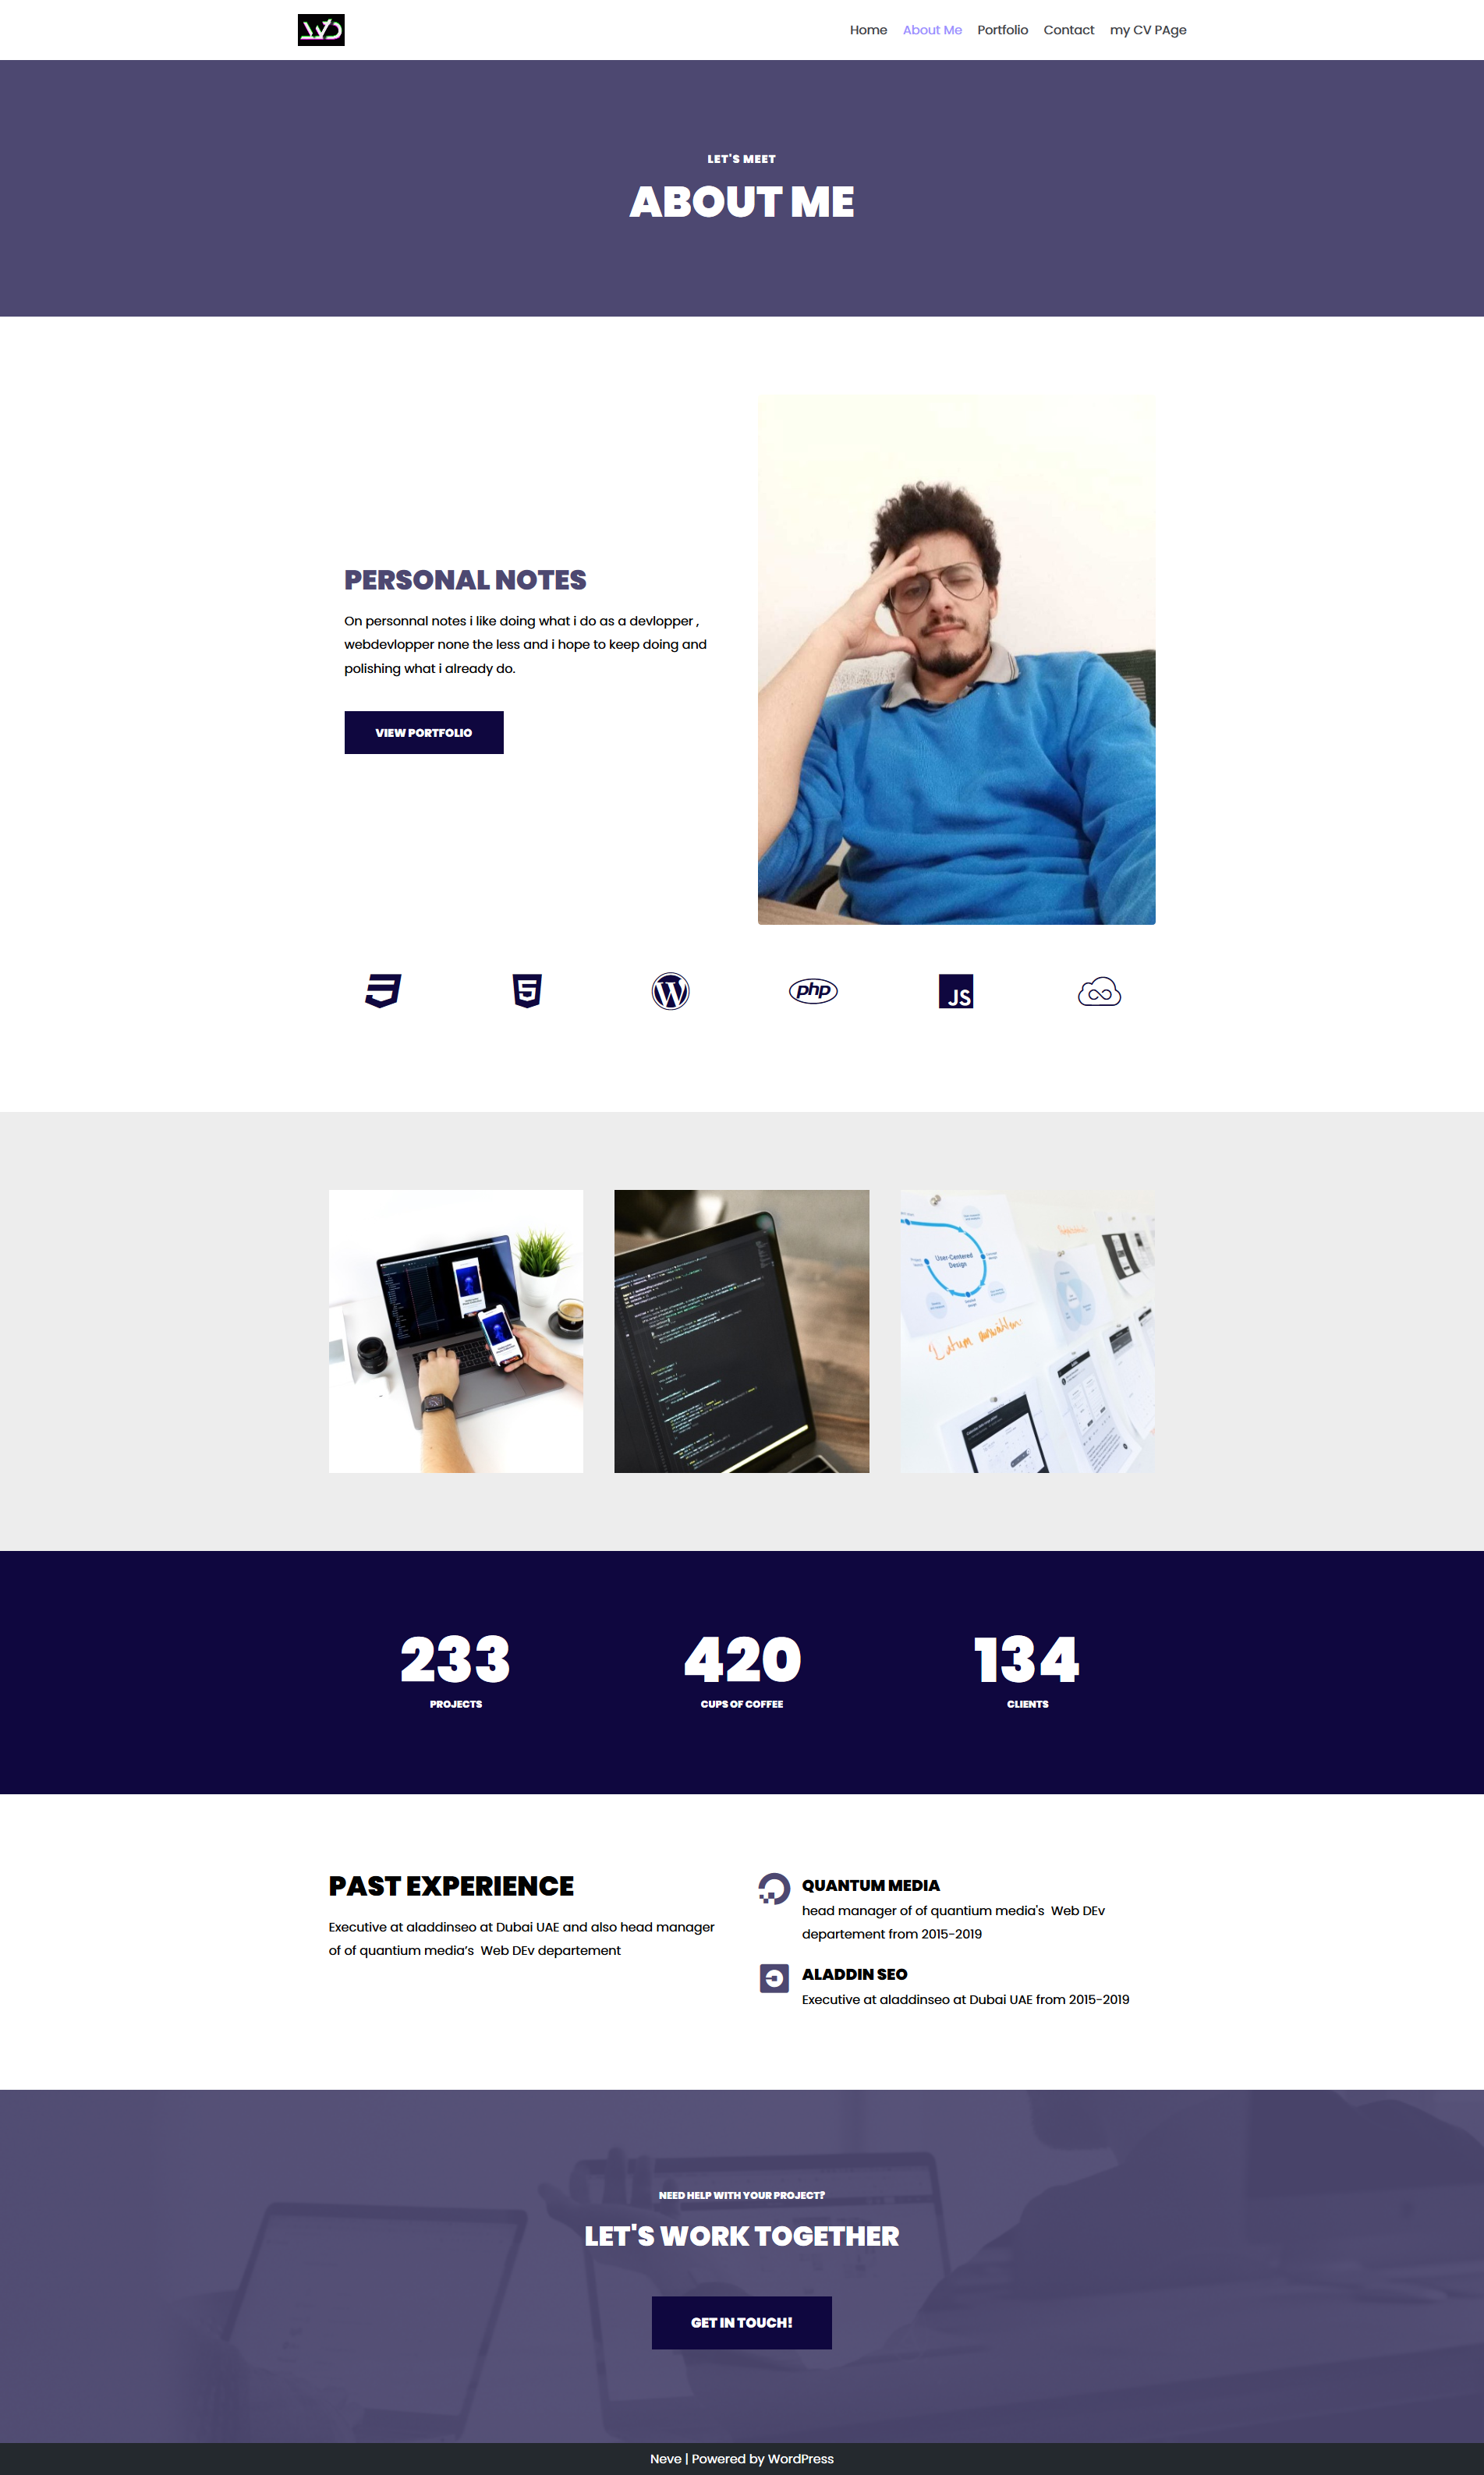 WD
Home About Me Portfolio Contact my CV PAge
LET'S MEET
ABOUT ME
PERSONAL NOTES
On personnal notes i like doing what i do as a devlopper ,
webdevlopper none the less and i hope to keep doing and
polishing what i already do.
VIEW PORTFOLIO
3
5
W
php
JS
User-Centered
Design
233
PROJECTS
420
CUPS OF COFFEE
134
CLIENTS
PAST EXPERIENCE
Executive at aladdinseo at Dubai UAE and also head manager
of of quantium media’s Web DEv departement
QUANTUM MEDIA
head manager of of quantium media's Web DEv
departement from 2015-2019
ALADDIN SEO
Executive at aladdinseo at Dubai UAE from 2015-2019
NEED HELP WITH YOUR PROJECT?
LET'S WORK TOGETHER
GET IN TOUCH!
Neve | Powered by WordPress